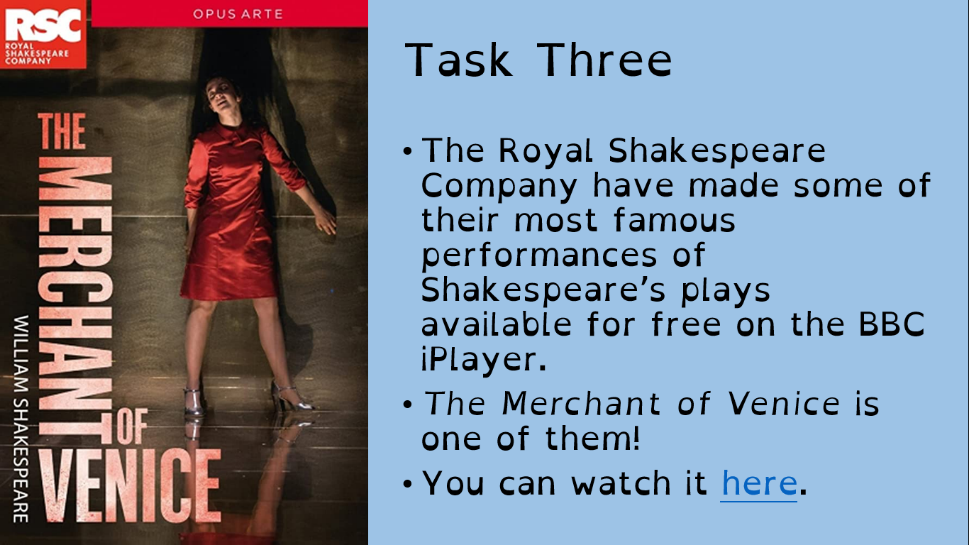 OPUS ARTE
RSC
ROYAL
SHAKESPEARE
COMPANY
THE
MERCHANT
OF
VENICE
WILLIAM SHAKESPEARE
Task Three
• The Royal Shakespeare
Company have made some of
their most famous
performances of
Shakespeare’s plays
available for free on the BBC
iPlayer.
• The Merchant of Venice is
one of them!
• You can watch it here.